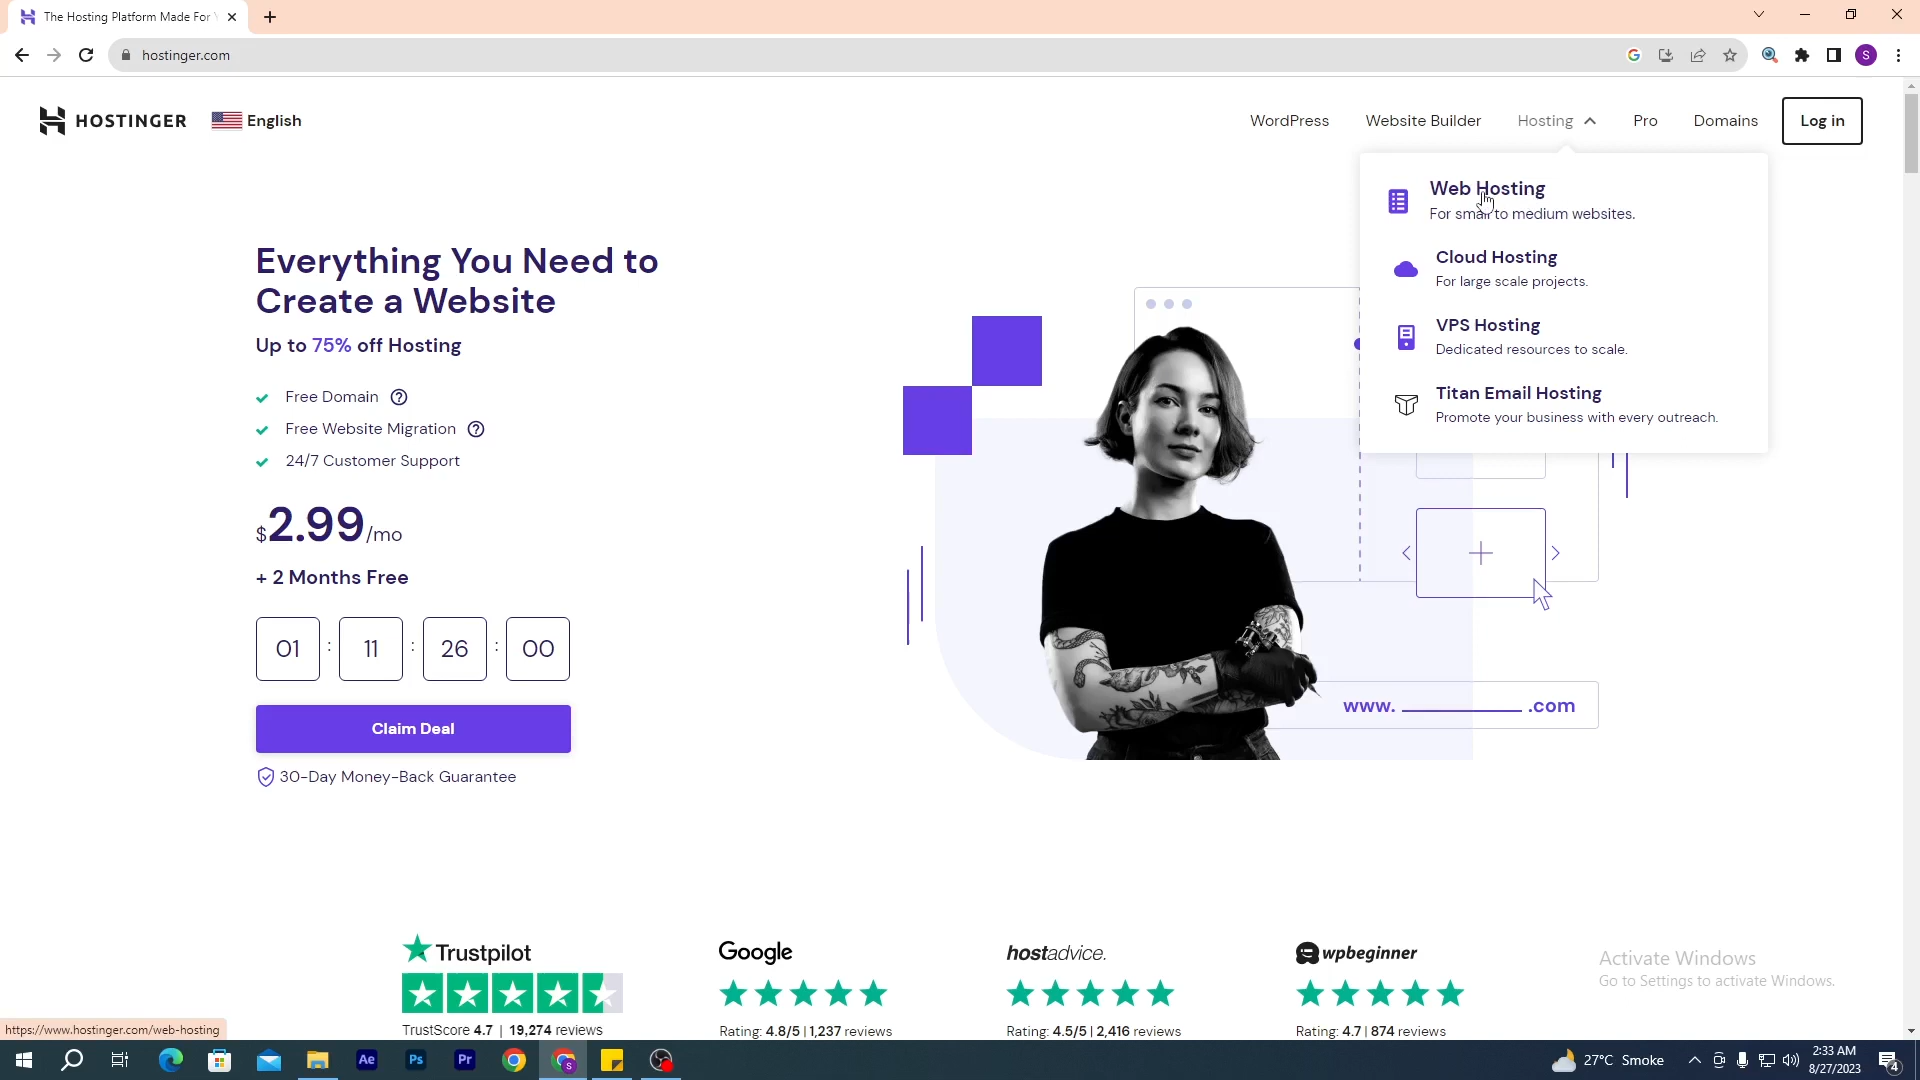 The Hosting Platform Made For Y
hostinger.com
S
HOSTINGER
English
WordPress
Website Builder
Hosting
Pro
Domains
Log in
Web Hosting
For small to medium websites.
Cloud Hosting
For large scale projects.
VPS Hosting
Dedicated resources to scale.
Titan Email Hosting
Promote your business with every outreach.
Everything You Need to
Create a Website
Up to 75% off Hosting
Free Domain ?
Free Website Migration ?
24/7 Customer Support
$2.99/mo
+ 2 Months Free
01 : 11 : 26 : 00
Claim Deal
30-Day Money-Back Guarantee
www. .com
Trustpilot
TrustScore 4.7 | 19,274 reviews
Google
Rating: 4.8/5 | 1,237 reviews
hostadvice.
Rating: 4.5/5 | 2,416 reviews
wpbeginner
Rating: 4.7 | 874 reviews
Activate Windows
Go to Settings to activate Windows.
https://www.hostinger.com/web-hosting
Ae
Ps
Pr
S
27°C Smoke
2:33 AM
8/27/2023
4